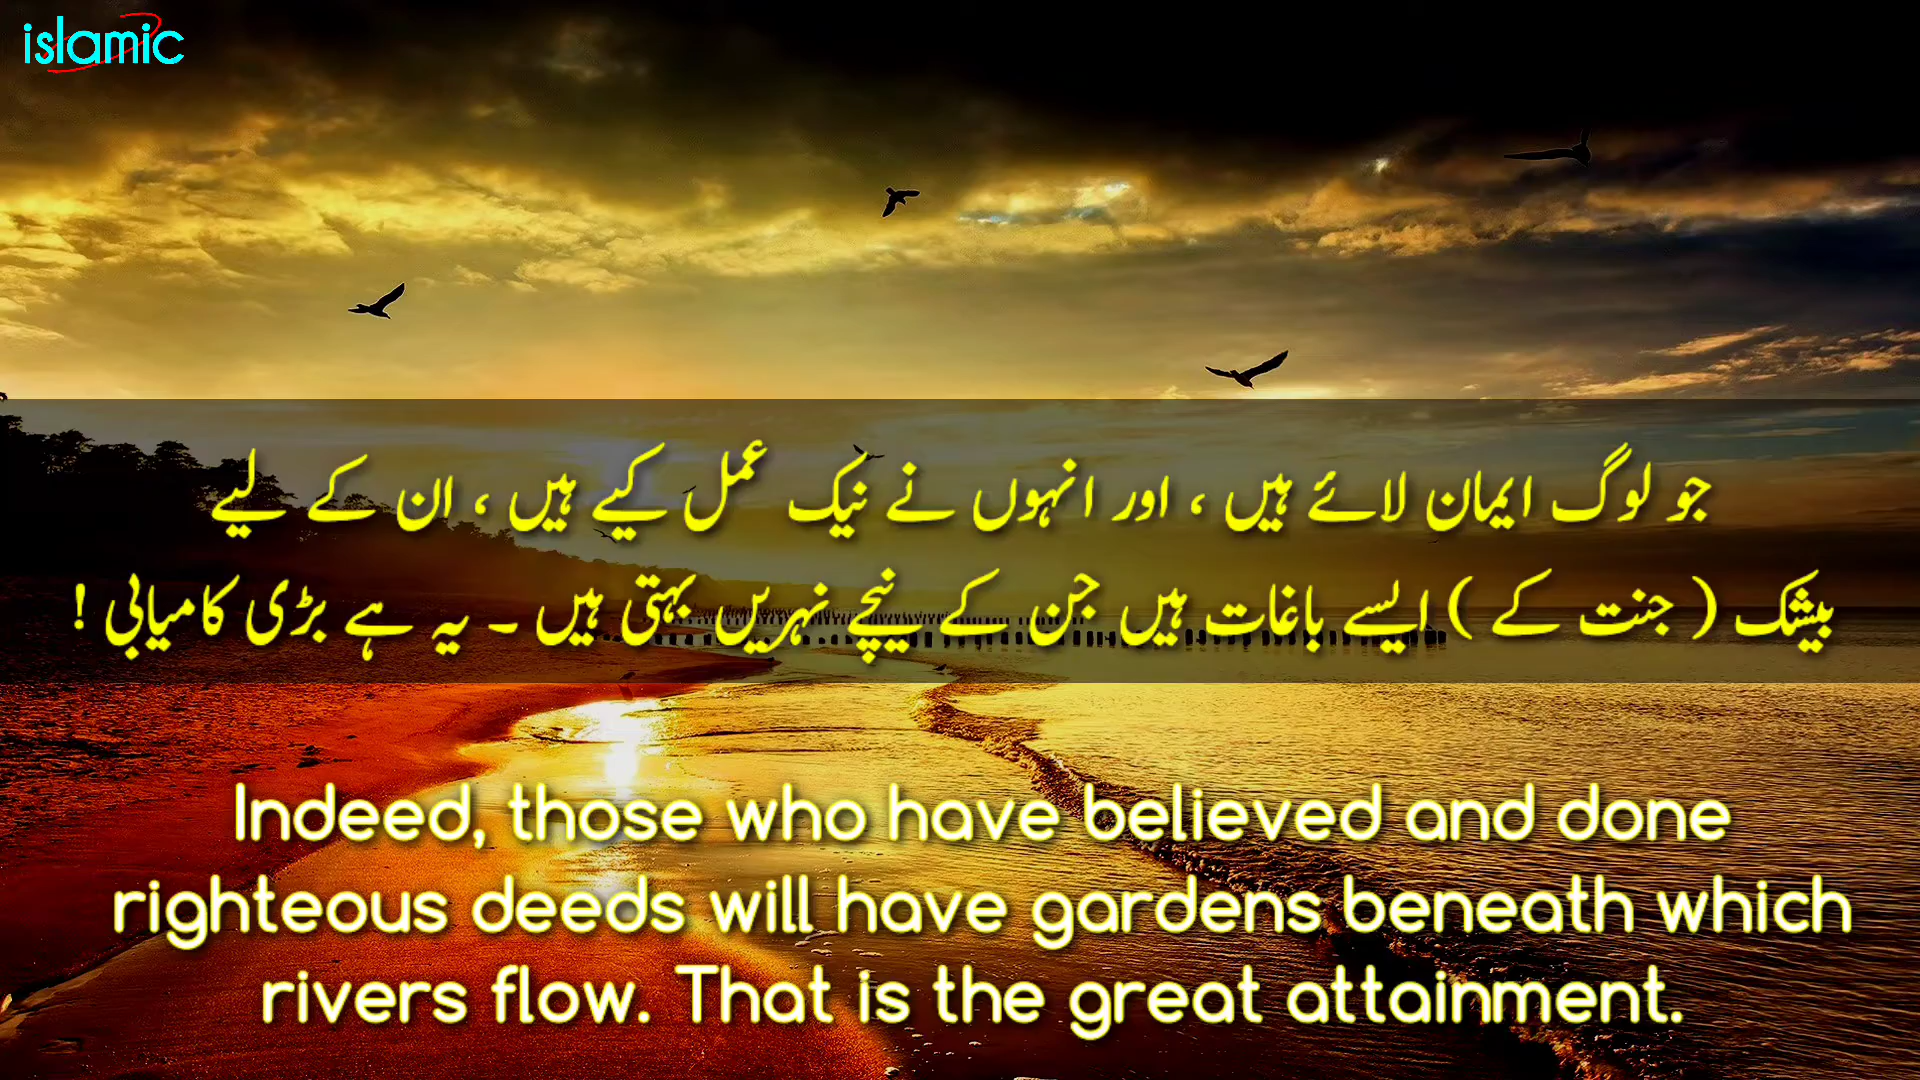 islamic
جو لوگ ایمان لائے ہیں ، اور انہوں نے نیک عمل کیے ہیں ، ان کے لیے
بیشک ( جنت کے ) ایسے باغات ہیں جن کے نیچے نہریں بہتی ہیں ۔ یہ ہے بڑی کامیابی !
Indeed, those who have believed and done
righteous deeds will have gardens beneath which
rivers flow. That is the great attainment.